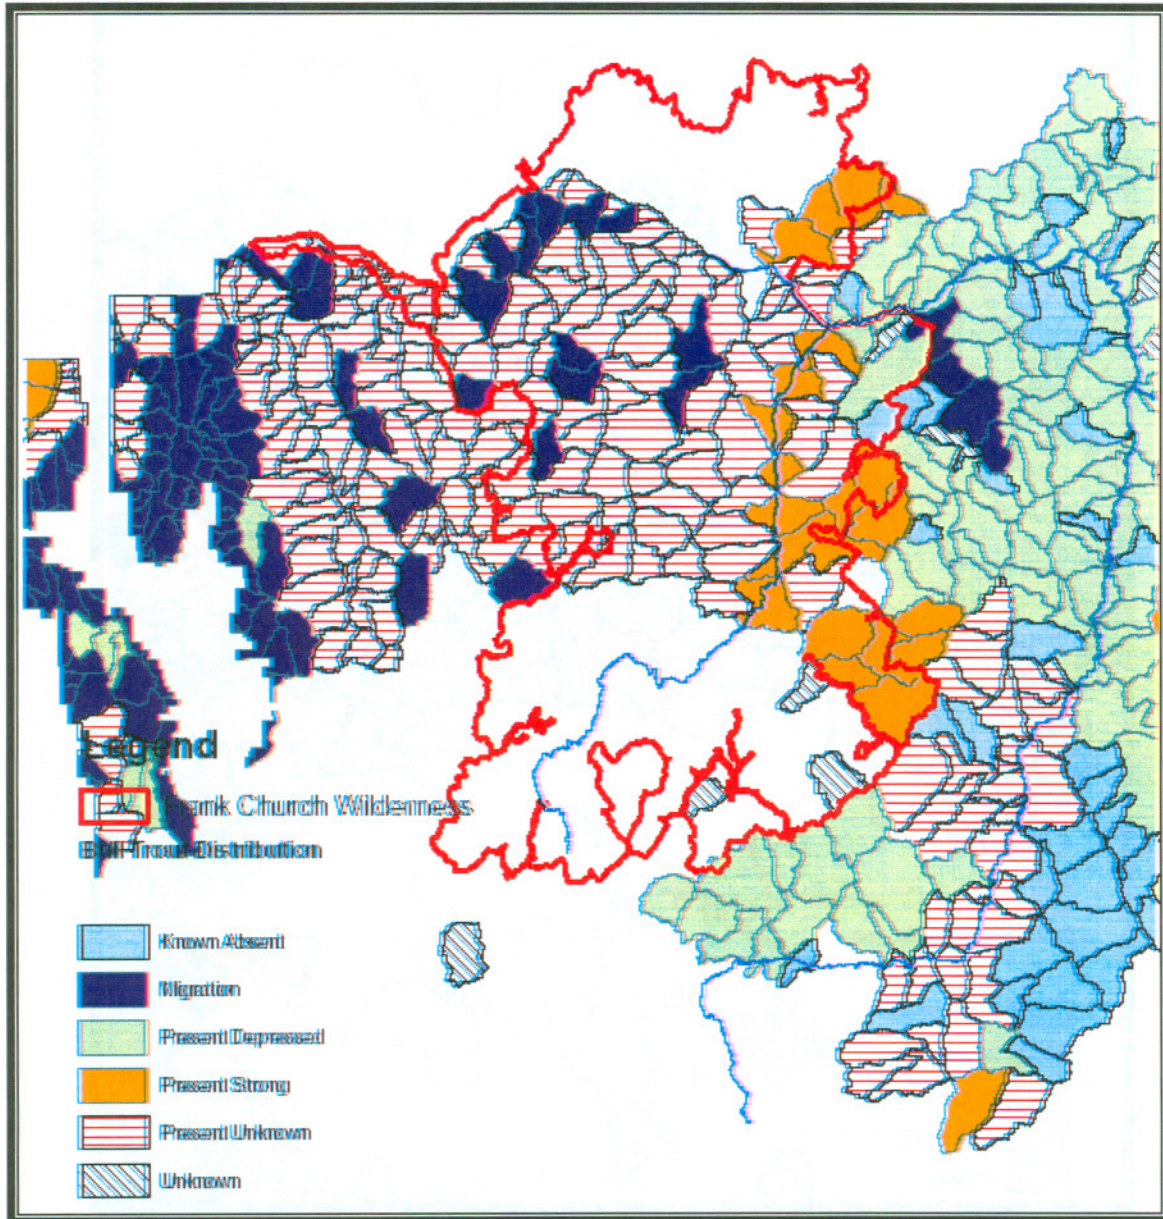 Legend
Frank Church Wilderness
Bull Trout Distribution
Known Absent
Migration
Present Depressed
Present Strong
Present Unknown
Unknown